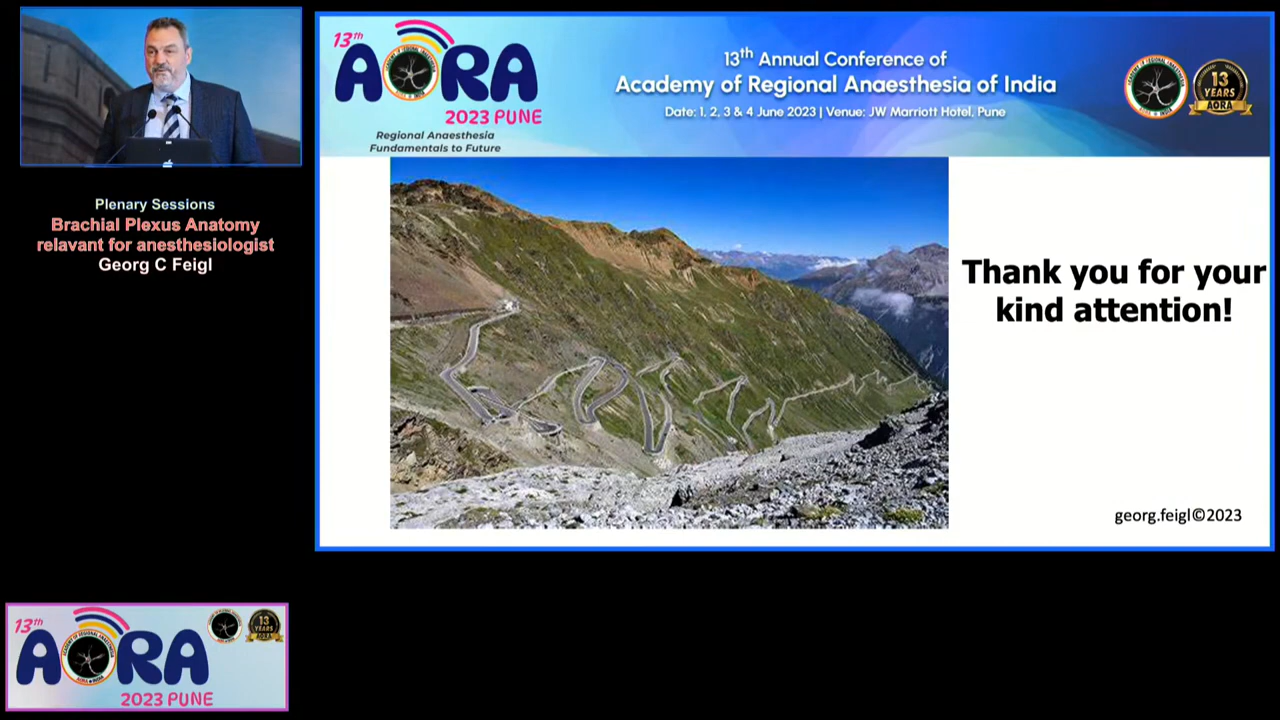 Plenary Sessions
Brachial Plexus Anatomy
relavant for anesthesiologist
Georg C Feigl
13th
AORA
2023 PUNE
Regional Anaesthesia
Fundamentals to Future
13th Annual Conference of
Academy of Regional Anaesthesia of India
Date: 1, 2, 3 & 4 June 2023 | Venue: JW Marriott Hotel, Pune
13
YEARS
AORA
Thank you for your
kind attention!
georg.feigl©2023
13th
AORA
2023 PUNE
13
YEARS
AORA